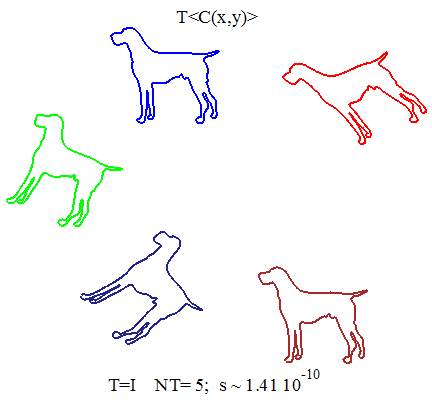 T<C(x,y)>
T=I NT= 5; s ~ 1.41 10^-10